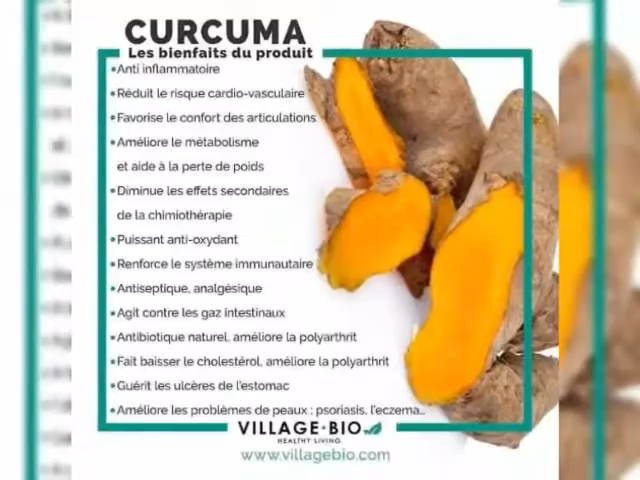 CURCUMA
Les bienfaits du produit
•Anti inflammatoire
•Réduit le risque cardio-vasculaire
•Favorise le confort des articulations
•Améliore le métabolisme
et aide à la perte de poids
•Diminue les effets secondaires
de la chimiothérapie
•Puissant anti-oxydant
•Renforce le système immunautaire
•Antiseptique, analgésique
•Agit contre les gaz intestinaux
•Antibiotique naturel, améliore la polyarthrit
•Fait baisser le cholestérol, améliore la polyarthrit
•Guérit les ulcères de l'estomac
•Améliore les problèmes de peaux : psoriasis, l'eczema...
VILLAGE•BIO
HEALTHY LIVING
www.villagebio.com